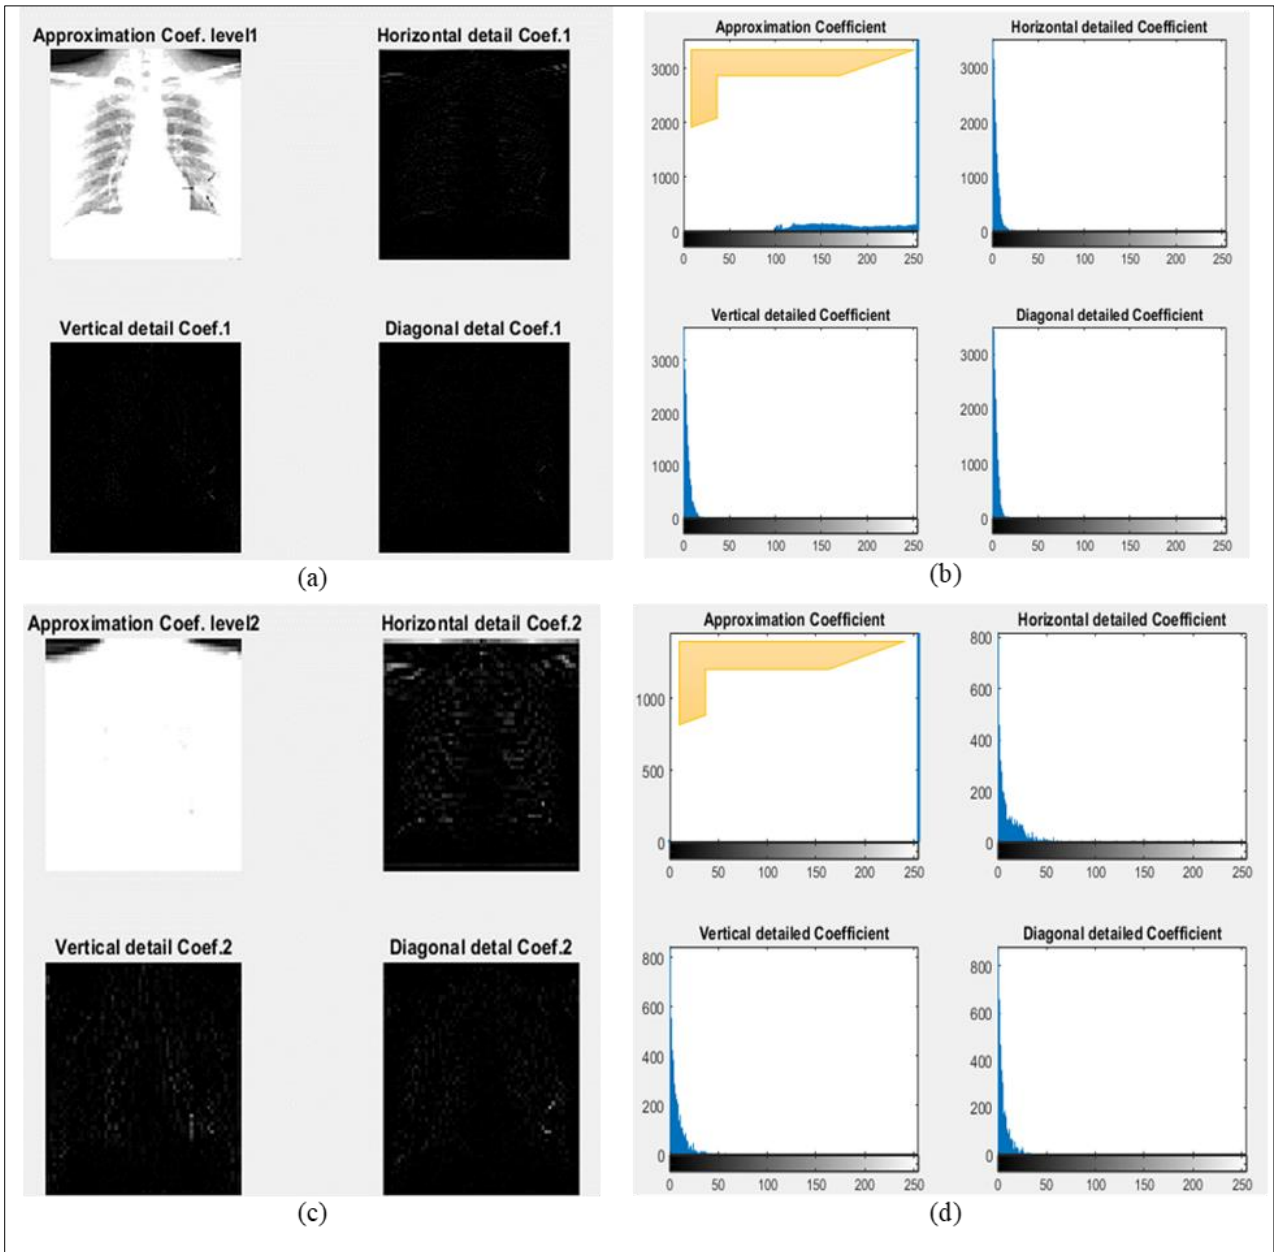 Approximation Coef. level1
Horizontal detail Coef.1
Vertical detail Coef.1
Diagonal detal Coef.1
(a)
Approximation Coefficient
3000
2000
1000
0
0 50 100 150 200 250
Horizontal detailed Coefficient
3000
2000
1000
0
0 50 100 150 200 250
Vertical detailed Coefficient
3000
2000
1000
0
0 50 100 150 200 250
Diagonal detailed Coefficient
3000
2000
1000
0
0 50 100 150 200 250
(b)
Approximation Coef. level2
Horizontal detail Coef.2
Vertical detail Coef.2
Diagonal detal Coef.2
(c)
Approximation Coefficient
1000
500
0
0 50 100 150 200 250
Horizontal detailed Coefficient
800
600
400
200
0
0 50 100 150 200 250
Vertical detailed Coefficient
800
600
400
200
0
0 50 100 150 200 250
Diagonal detailed Coefficient
800
600
400
200
0
0 50 100 150 200 250
(d)